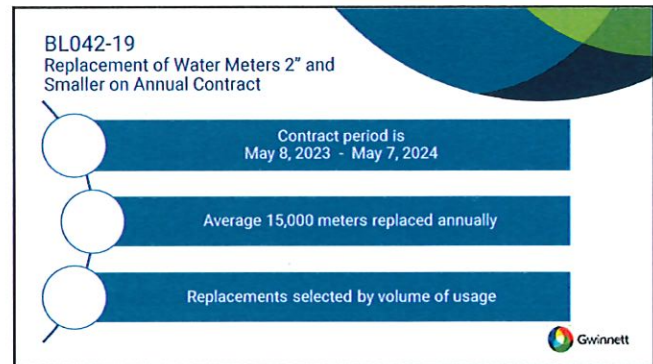 BL042-19
Replacement of Water Meters 2" and
Smaller on Annual Contract
Contract period is
May 8, 2023 - May 7, 2024
Average 15,000 meters replaced annually
Replacements selected by volume of usage
Gwinnett